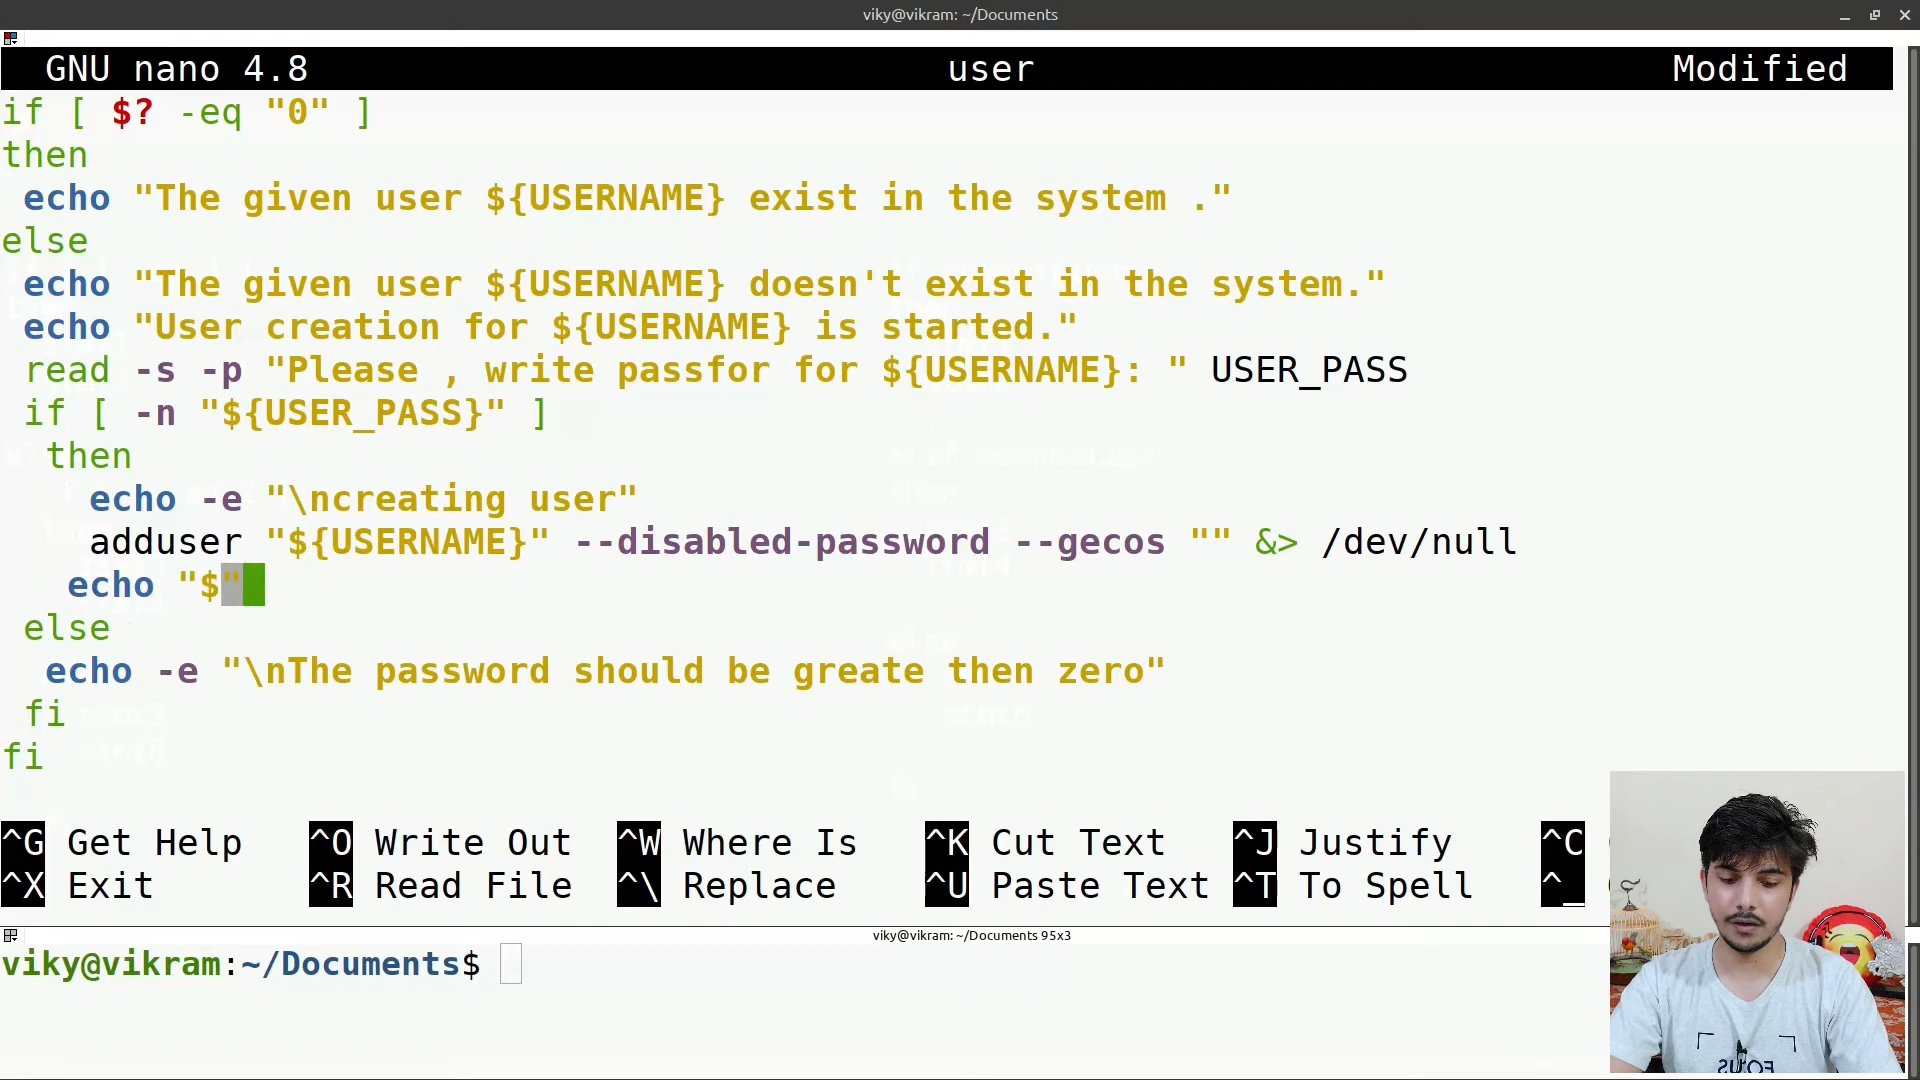 viky@vikram: ~/Documents
GNU nano 4.8 user Modified
if [ $? -eq "0" ]
then
 echo "The given user ${USERNAME} exist in the system ."
else
 echo "The given user ${USERNAME} doesn't exist in the system."
 echo "User creation for ${USERNAME} is started."
 read -s -p "Please , write passfor for ${USERNAME}: " USER_PASS
 if [ -n "${USER_PASS}" ]
  then
    echo -e "\ncreating user"
    adduser "${USERNAME}" --disabled-password --gecos "" &> /dev/null
   echo "$"
 else
  echo -e "\nThe password should be greate then zero"
 fi
fi
^G Get Help ^O Write Out ^W Where Is ^K Cut Text ^J Justify ^C
^X Exit ^R Read File ^\ Replace ^U Paste Text ^T To Spell ^_
viky@vikram: ~/Documents 95x3
viky@vikram:~/Documents$